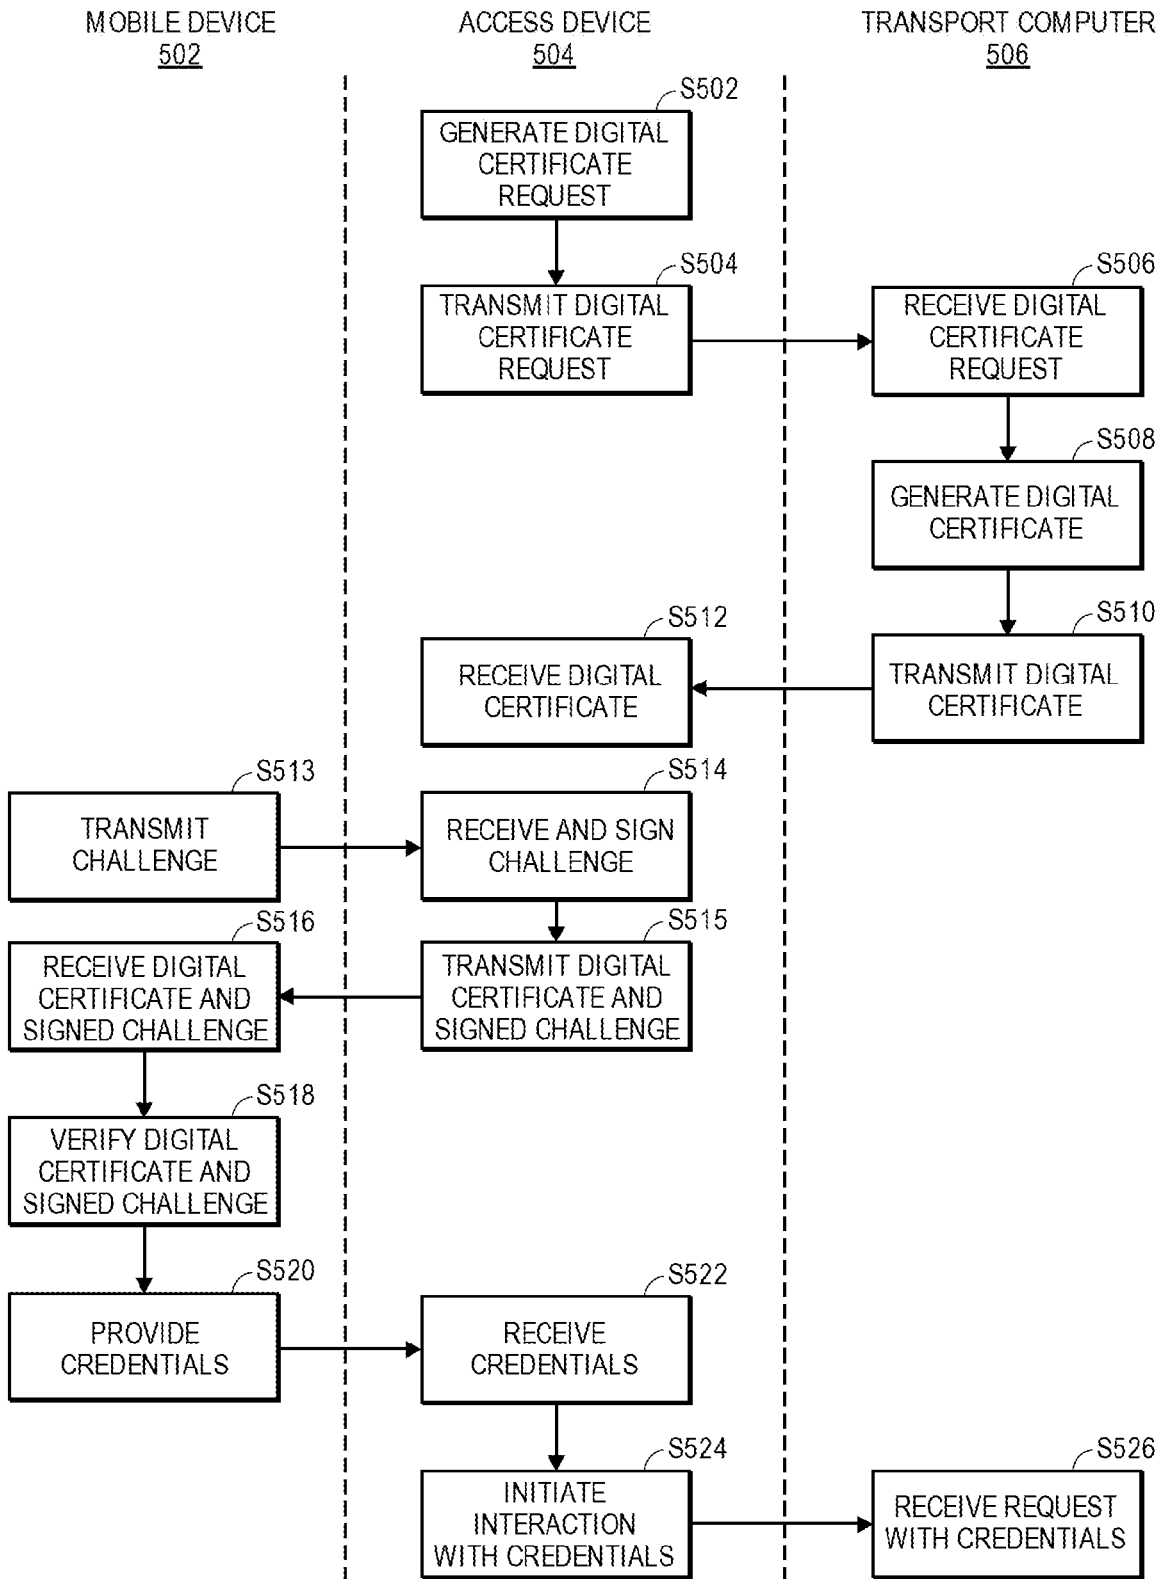 MOBILE DEVICE
502
ACCESS DEVICE
504
TRANSPORT COMPUTER
506
S502
GENERATE DIGITAL
CERTIFICATE
REQUEST
S504
TRANSMIT DIGITAL
CERTIFICATE
REQUEST
S506
RECEIVE DIGITAL
CERTIFICATE
REQUEST
S508
GENERATE DIGITAL
CERTIFICATE
S510
TRANSMIT DIGITAL
CERTIFICATE
S512
RECEIVE DIGITAL
CERTIFICATE
S513
TRANSMIT
CHALLENGE
S514
RECEIVE AND SIGN
CHALLENGE
S515
TRANSMIT DIGITAL
CERTIFICATE AND
SIGNED CHALLENGE
S516
RECEIVE DIGITAL
CERTIFICATE AND
SIGNED CHALLENGE
S518
VERIFY DIGITAL
CERTIFICATE AND
SIGNED CHALLENGE
S520
PROVIDE
CREDENTIALS
S522
RECEIVE
CREDENTIALS
S524
INITIATE
INTERACTION
WITH CREDENTIALS
S526
RECEIVE REQUEST
WITH CREDENTIALS